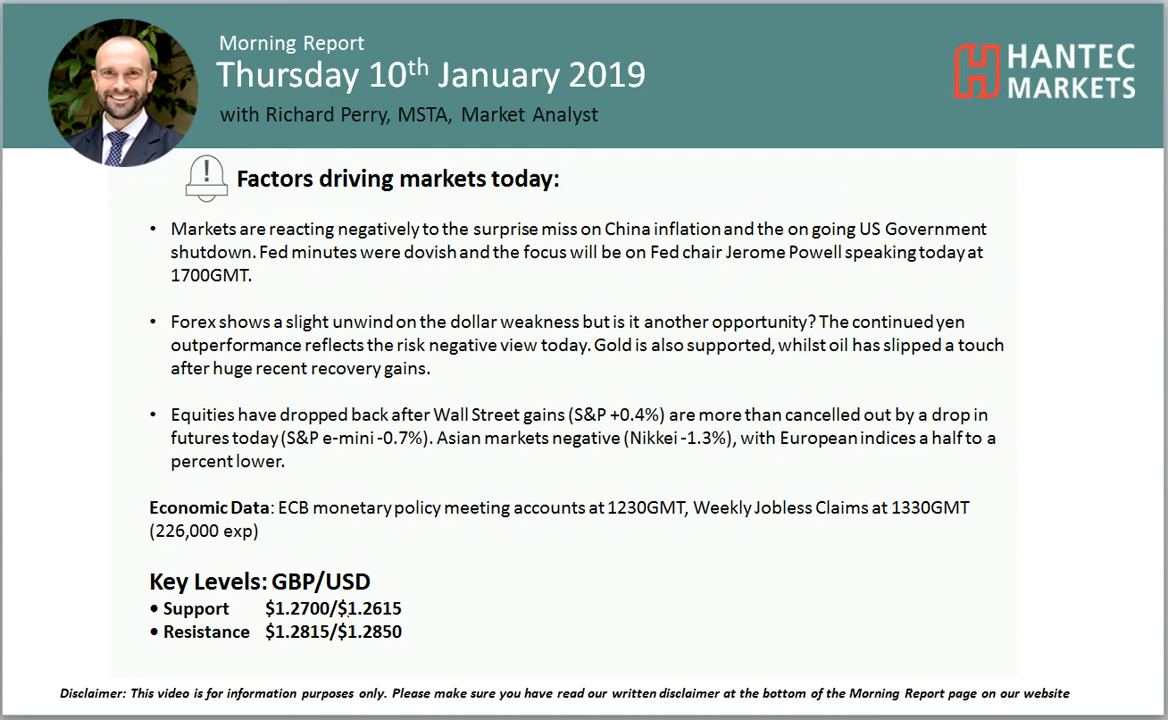 Morning Report
Thursday 10th January 2019
with Richard Perry, MSTA, Market Analyst
HANTEC
MARKETS
Factors driving markets today:
• Markets are reacting negatively to the surprise miss on China inflation and the on going US Government
shutdown. Fed minutes were dovish and the focus will be on Fed chair Jerome Powell speaking today at
1700GMT.
• Forex shows a slight unwind on the dollar weakness but is it another opportunity? The continued yen
outperformance reflects the risk negative view today. Gold is also supported, whilst oil has slipped a touch
after huge recent recovery gains.
• Equities have dropped back after Wall Street gains (S&P +0.4%) are more than cancelled out by a drop in
futures today (S&P e-mini -0.7%). Asian markets negative (Nikkei -1.3%), with European indices a half to a
percent lower.
Economic Data: ECB monetary policy meeting accounts at 1230GMT, Weekly Jobless Claims at 1330GMT
(226,000 exp)
Key Levels: GBP/USD
• Support $1.2700/$1.2615
• Resistance $1.2815/$1.2850
Disclaimer: This video is for information purposes only. Please make sure you have read our written disclaimer at the bottom of the Morning Report page on our website